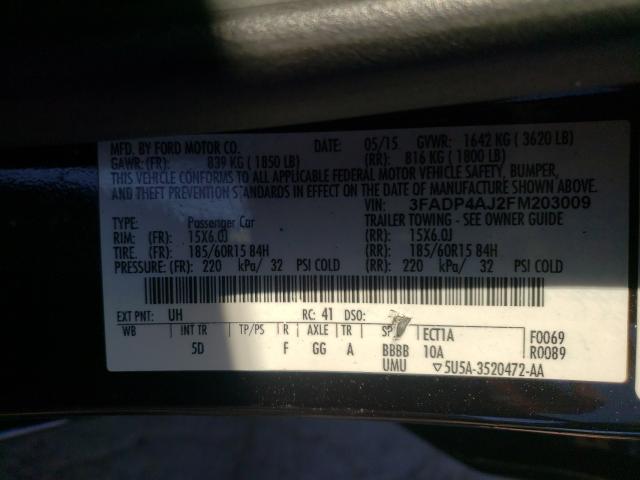 MFD. BY FORD MOTOR CO. DATE: 05/15 GVWR: 1642 KG ( 3620 LB)
GAWR: (FR): 839 KG ( 1850 LB) (RR): 816 KG ( 1800 LB)
THIS VEHICLE CONFORMS TO ALL APPLICABLE FEDERAL MOTOR VEHICLE SAFETY, BUMPER,
AND THEFT PREVENTION STANDARDS IN EFFECT ON THE DATE OF MANUFACTURE SHOWN ABOVE.
VIN: 3FADP4AJ2FM203009
TYPE: Passenger Car TRAILER TOWING - SEE OWNER GUIDE
RIM: (FR): 15X6.0J (RR): 15X6.0J
TIRE: (FR): 185/60R15 84H (RR): 185/60R15 84H
PRESSURE: (FR): 220 kPa/ 32 PSI COLD (RR): 220 kPa/ 32 PSI COLD
EXT PNT: UH RC: 41 DSO:
WB INT TR TP/PS R AXLE TR SP ECT1A F0069
5D F GG A BBBB 10A R0089
UMU ▽5U5A-3520472-AA